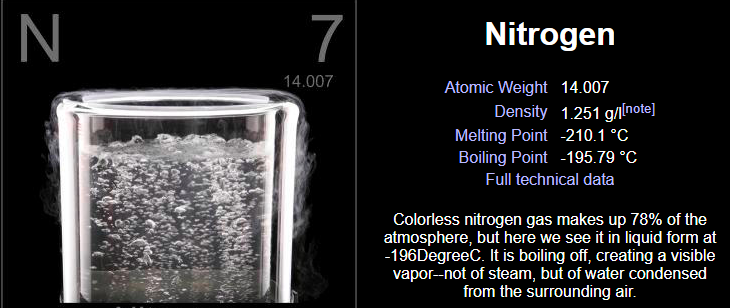 N 7
14.007
Nitrogen
Atomic Weight 14.007
Density 1.251 g/l[note]
Melting Point -210.1 °C
Boiling Point -195.79 °C
Full technical data
Colorless nitrogen gas makes up 78% of the
atmosphere, but here we see it in liquid form at
-196DegreeC. It is boiling off, creating a visible
vapor--not of steam, but of water condensed
from the surrounding air.